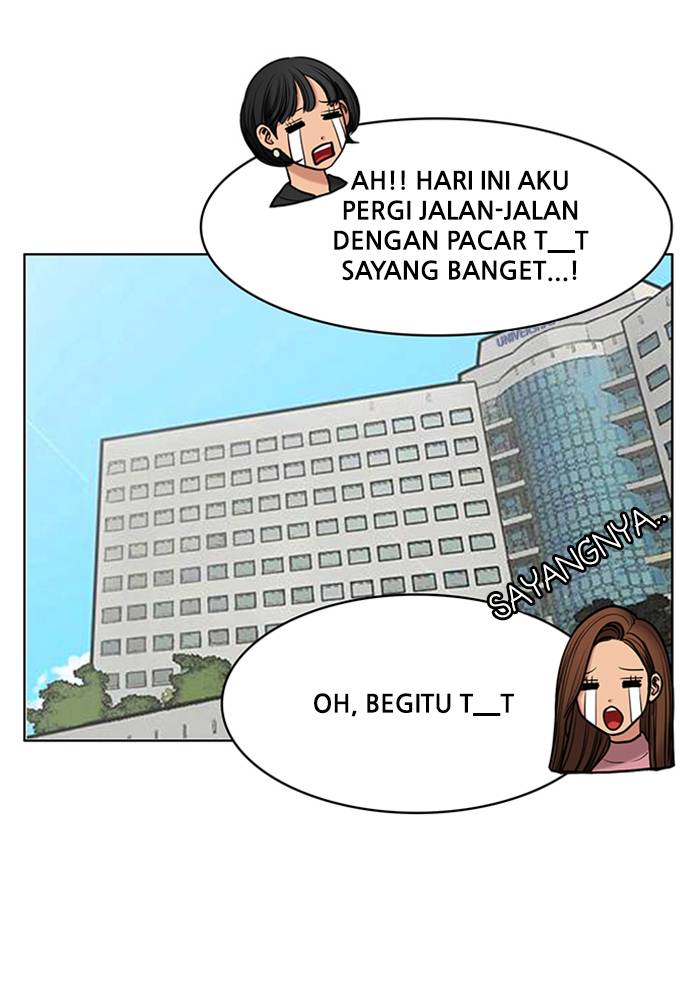 AH!! HARI INI AKU
PERGI JALAN-JALAN
DENGAN PACAR T__T
SAYANG BANGET...!
SAYANGNYA..
OH, BEGITU T__T